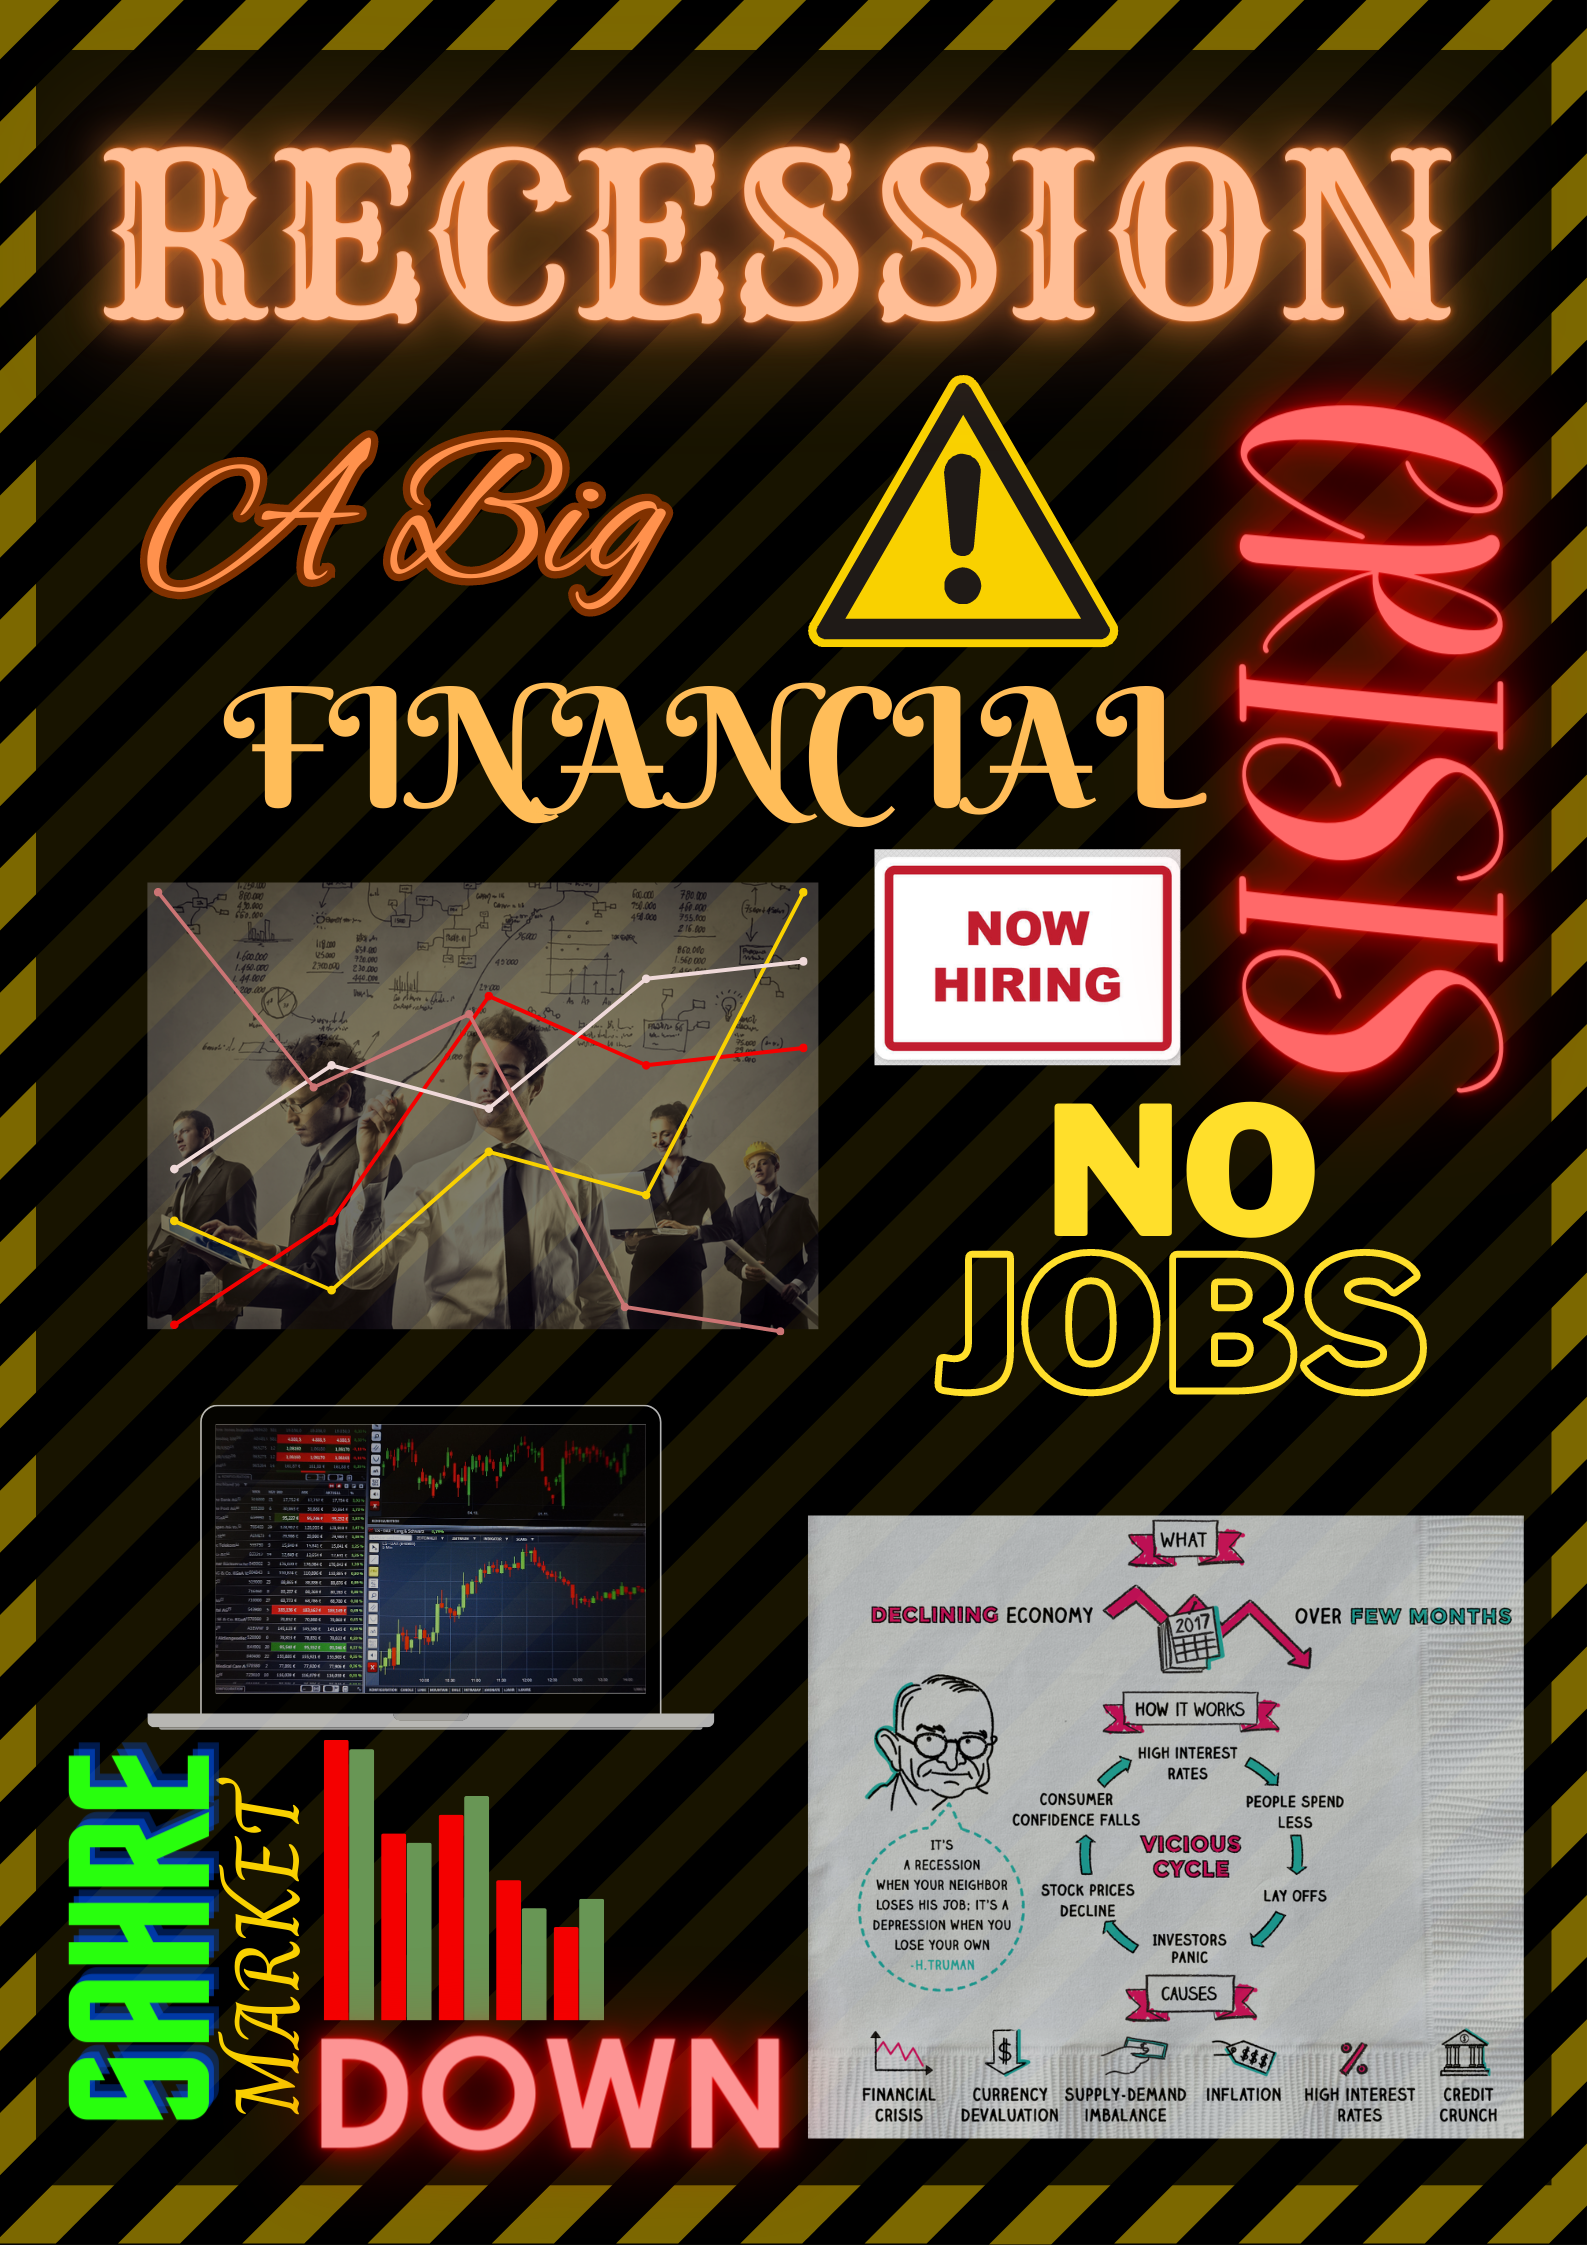 RECESSION
A Big
CRISIS
FINANCIAL
NOW
HIRING
NO
JOBS
SAHRE
MARKET
DOWN
WHAT
DECLINING ECONOMY
2017
OVER FEW MONTHS
HOW IT WORKS
HIGH INTEREST
RATES
PEOPLE SPEND
LESS
LAY OFFS
INVESTORS
PANIC
STOCK PRICES
DECLINE
CONSUMER
CONFIDENCE FALLS
VICIOUS
CYCLE
IT'S
A RECESSION
WHEN YOUR NEIGHBOR
LOSES HIS JOB; IT'S A
DEPRESSION WHEN YOU
LOSE YOUR OWN
-H.TRUMAN
CAUSES
FINANCIAL
CRISIS
CURRENCY
DEVALUATION
SUPPLY-DEMAND
IMBALANCE
INFLATION
HIGH INTEREST
RATES
CREDIT
CRUNCH